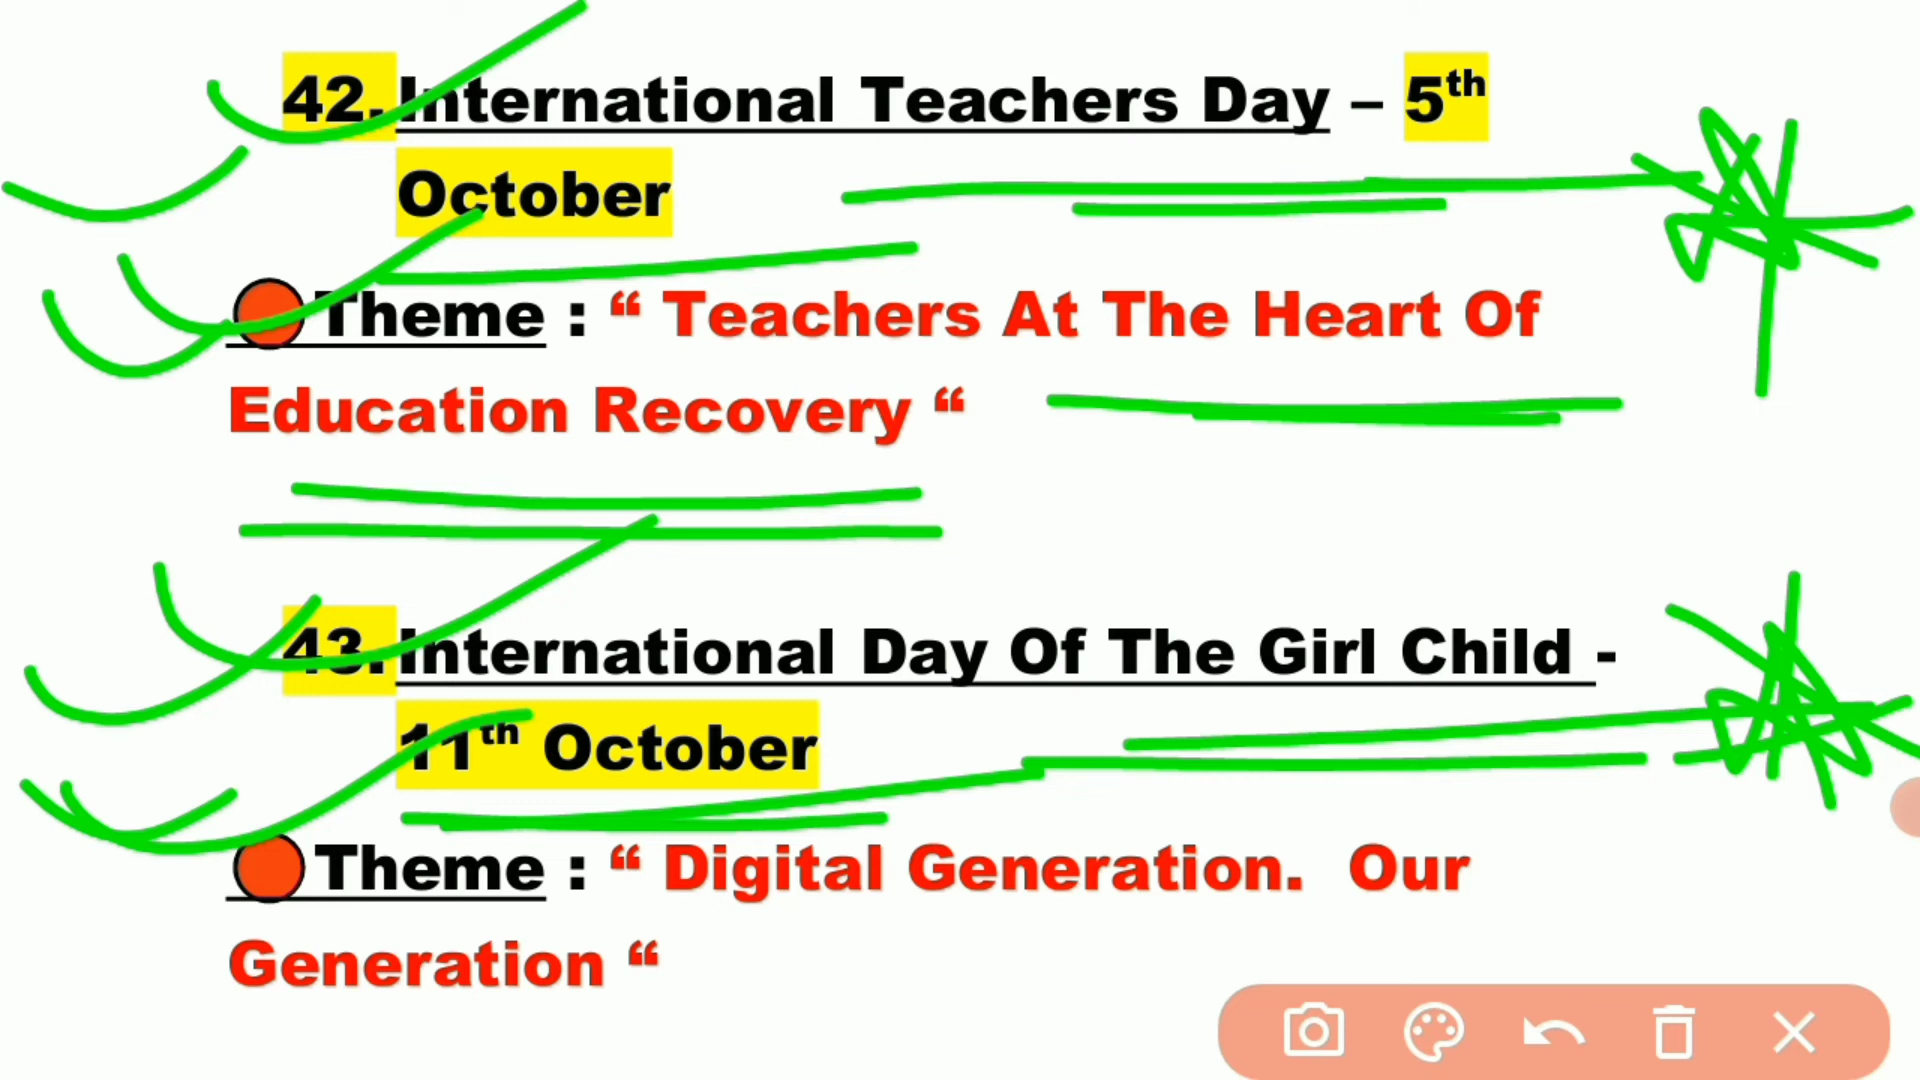 42. International Teachers Day – 5th
October
Theme : “ Teachers At The Heart Of
Education Recovery “
43. International Day Of The Girl Child -
11th October
Theme : “ Digital Generation. Our
Generation “